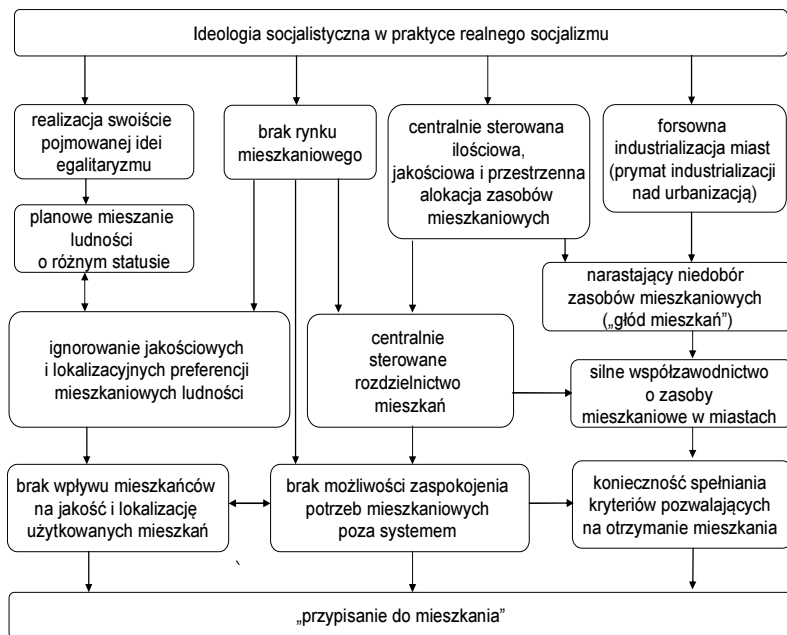 Ideologia socjalistyczna w praktyce realnego socjalizmu
realizacja swoiście
pojmowanej idei
egalitaryzmu
brak rynku
mieszkaniowego
centralnie sterowana
ilościowa,
jakościowa i przestrzenna
alokacja zasobów
mieszkaniowych
forsowna
industrializacja miast
(prymat industrializacji
nad urbanizacją)
planowe mieszanie
ludności
o różnym statusie
narastający niedobór
zasobów mieszkaniowych
(„głód mieszkań”)
ignorowanie jakościowych
i lokalizacyjnych preferencji
mieszkaniowych ludności
centralnie
sterowane
rozdzielnictwo
mieszkań
silne współzawodnictwo
o zasoby
mieszkaniowe w miastach
brak wpływu mieszkańców
na jakość i lokalizację
użytkowanych mieszkań
brak możliwości zaspokojenia
potrzeb mieszkaniowych
poza systemem
konieczność spełniania
kryteriów pozwalających
na otrzymanie mieszkania
„przypisanie do mieszkania”